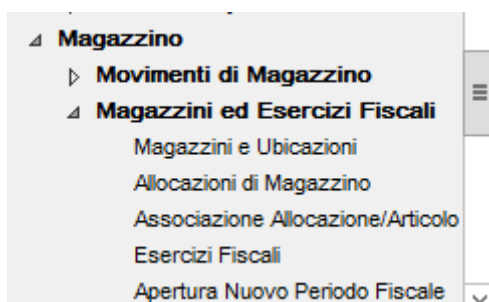 Magazzino
Movimenti di Magazzino
Magazzini ed Esercizi Fiscali
Magazzini e Ubicazioni
Allocazioni di Magazzino
Associazione Allocazione/Articolo
Esercizi Fiscali
Apertura Nuovo Periodo Fiscale